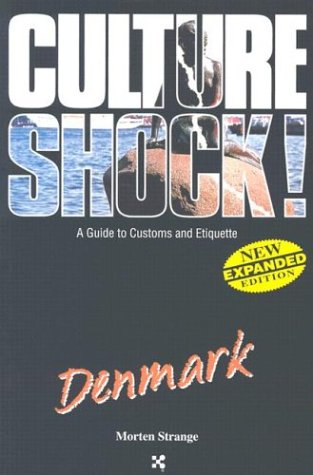 CULTURE
SHOCK!
A Guide to Customs and Etiquette
NEW
EXPANDED
EDITION
Denmark
Morten Strange